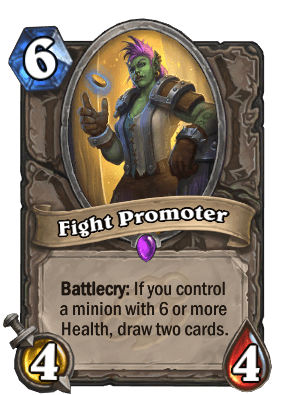 6
Fight Promoter
Battlecry: If you control
a minion with 6 or more
Health, draw two cards.
4
4